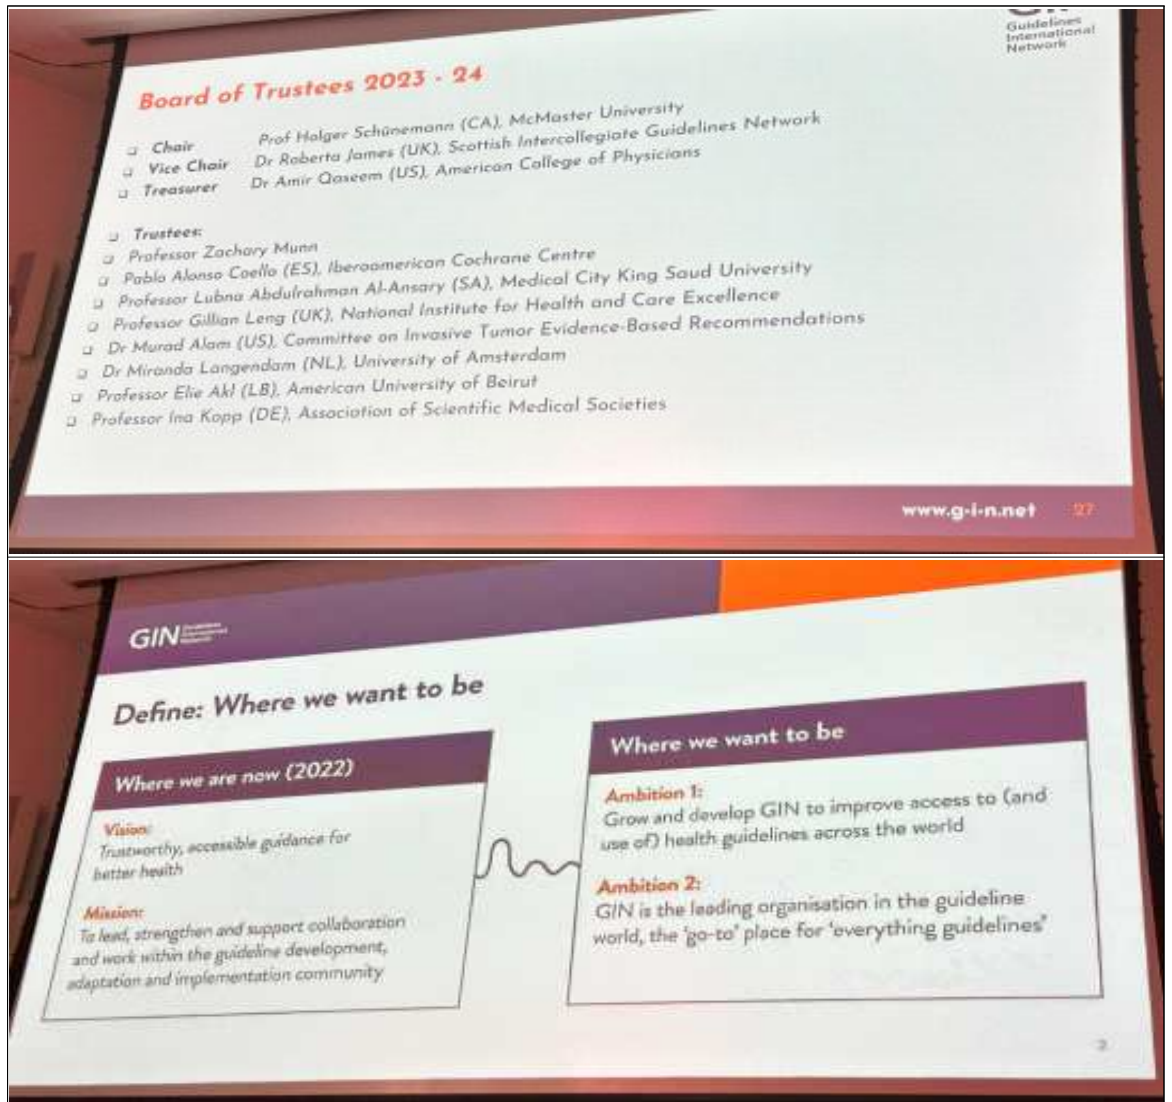 Guidelines
International
Network
Board of Trustees 2023 - 24
❑ Chair Prof Holger Schünemann (CA), McMaster University
❑ Vice Chair Dr Roberta James (UK), Scottish Intercollegiate Guidelines Network
❑ Treasurer Dr Amir Qaseem (US), American College of Physicians
❑ Trustees:
❑ Professor Zachary Munn
❑ Pablo Alonso Coello (ES), Iberoamerican Cochrane Centre
❑ Professor Lubna Abdulrahman Al-Ansary (SA), Medical City King Saud University
❑ Professor Gillian Leng (UK), National Institute for Health and Care Excellence
❑ Dr Murad Alam (US), Committee on Invasive Tumor Evidence-Based Recommendations
❑ Dr Miranda Langendam (NL), University of Amsterdam
❑ Professor Elie Akl (LB), American University of Beirut
❑ Professor Ina Kopp (DE), Association of Scientific Medical Societies
www.g-i-n.net 27
GIN
Define: Where we want to be
Where we are now (2022)
Vision:
Trustworthy, accessible guidance for
better health
Mission:
To lead, strengthen and support collaboration
and work within the guideline development,
adaptation and implementation community
Where we want to be
Ambition 1:
Grow and develop GIN to improve access to (and
use of) health guidelines across the world
Ambition 2:
GIN is the leading organisation in the guideline
world, the 'go-to' place for 'everything guidelines'